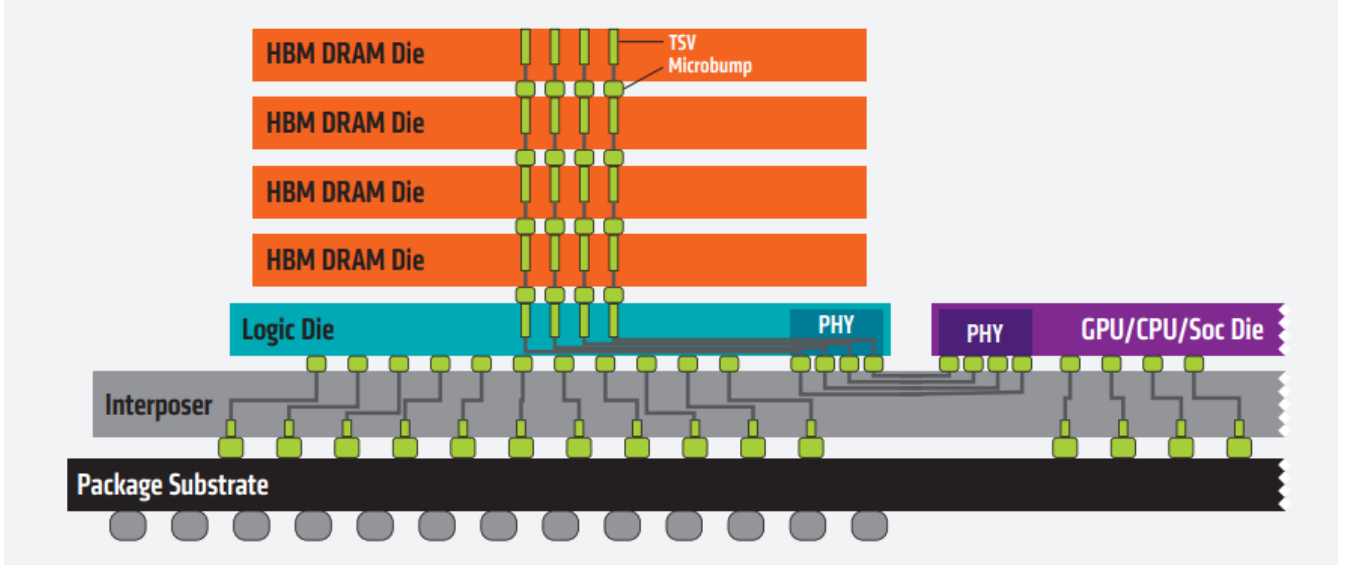 HBM DRAM Die
TSV
Microbump
HBM DRAM Die
HBM DRAM Die
HBM DRAM Die
Logic Die
PHY
PHY
GPU/CPU/Soc Die
Interposer
Package Substrate